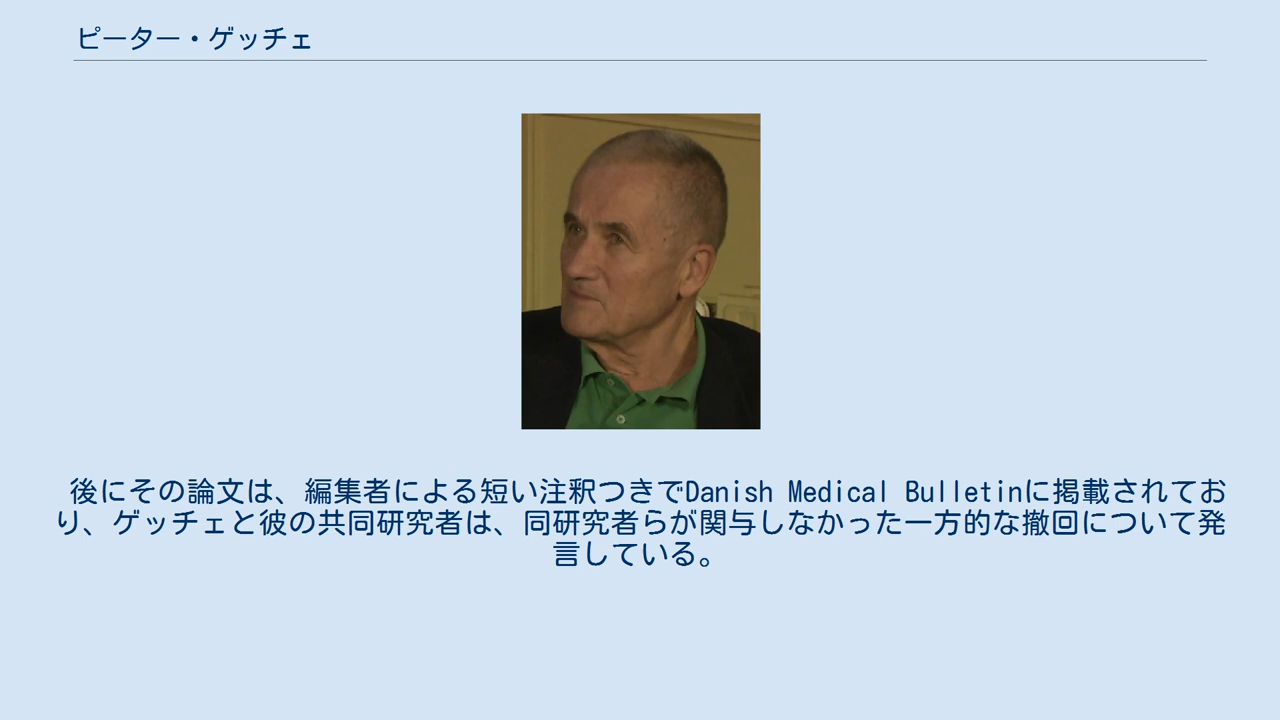 ピーター・ゲッチェ
後にその論文は、編集者による短い注釈つきでDanish Medical Bulletinに掲載されてお
り、ゲッチェと彼の共同研究者は、同研究者らが関与しなかった一方的な撤回について発
言している。